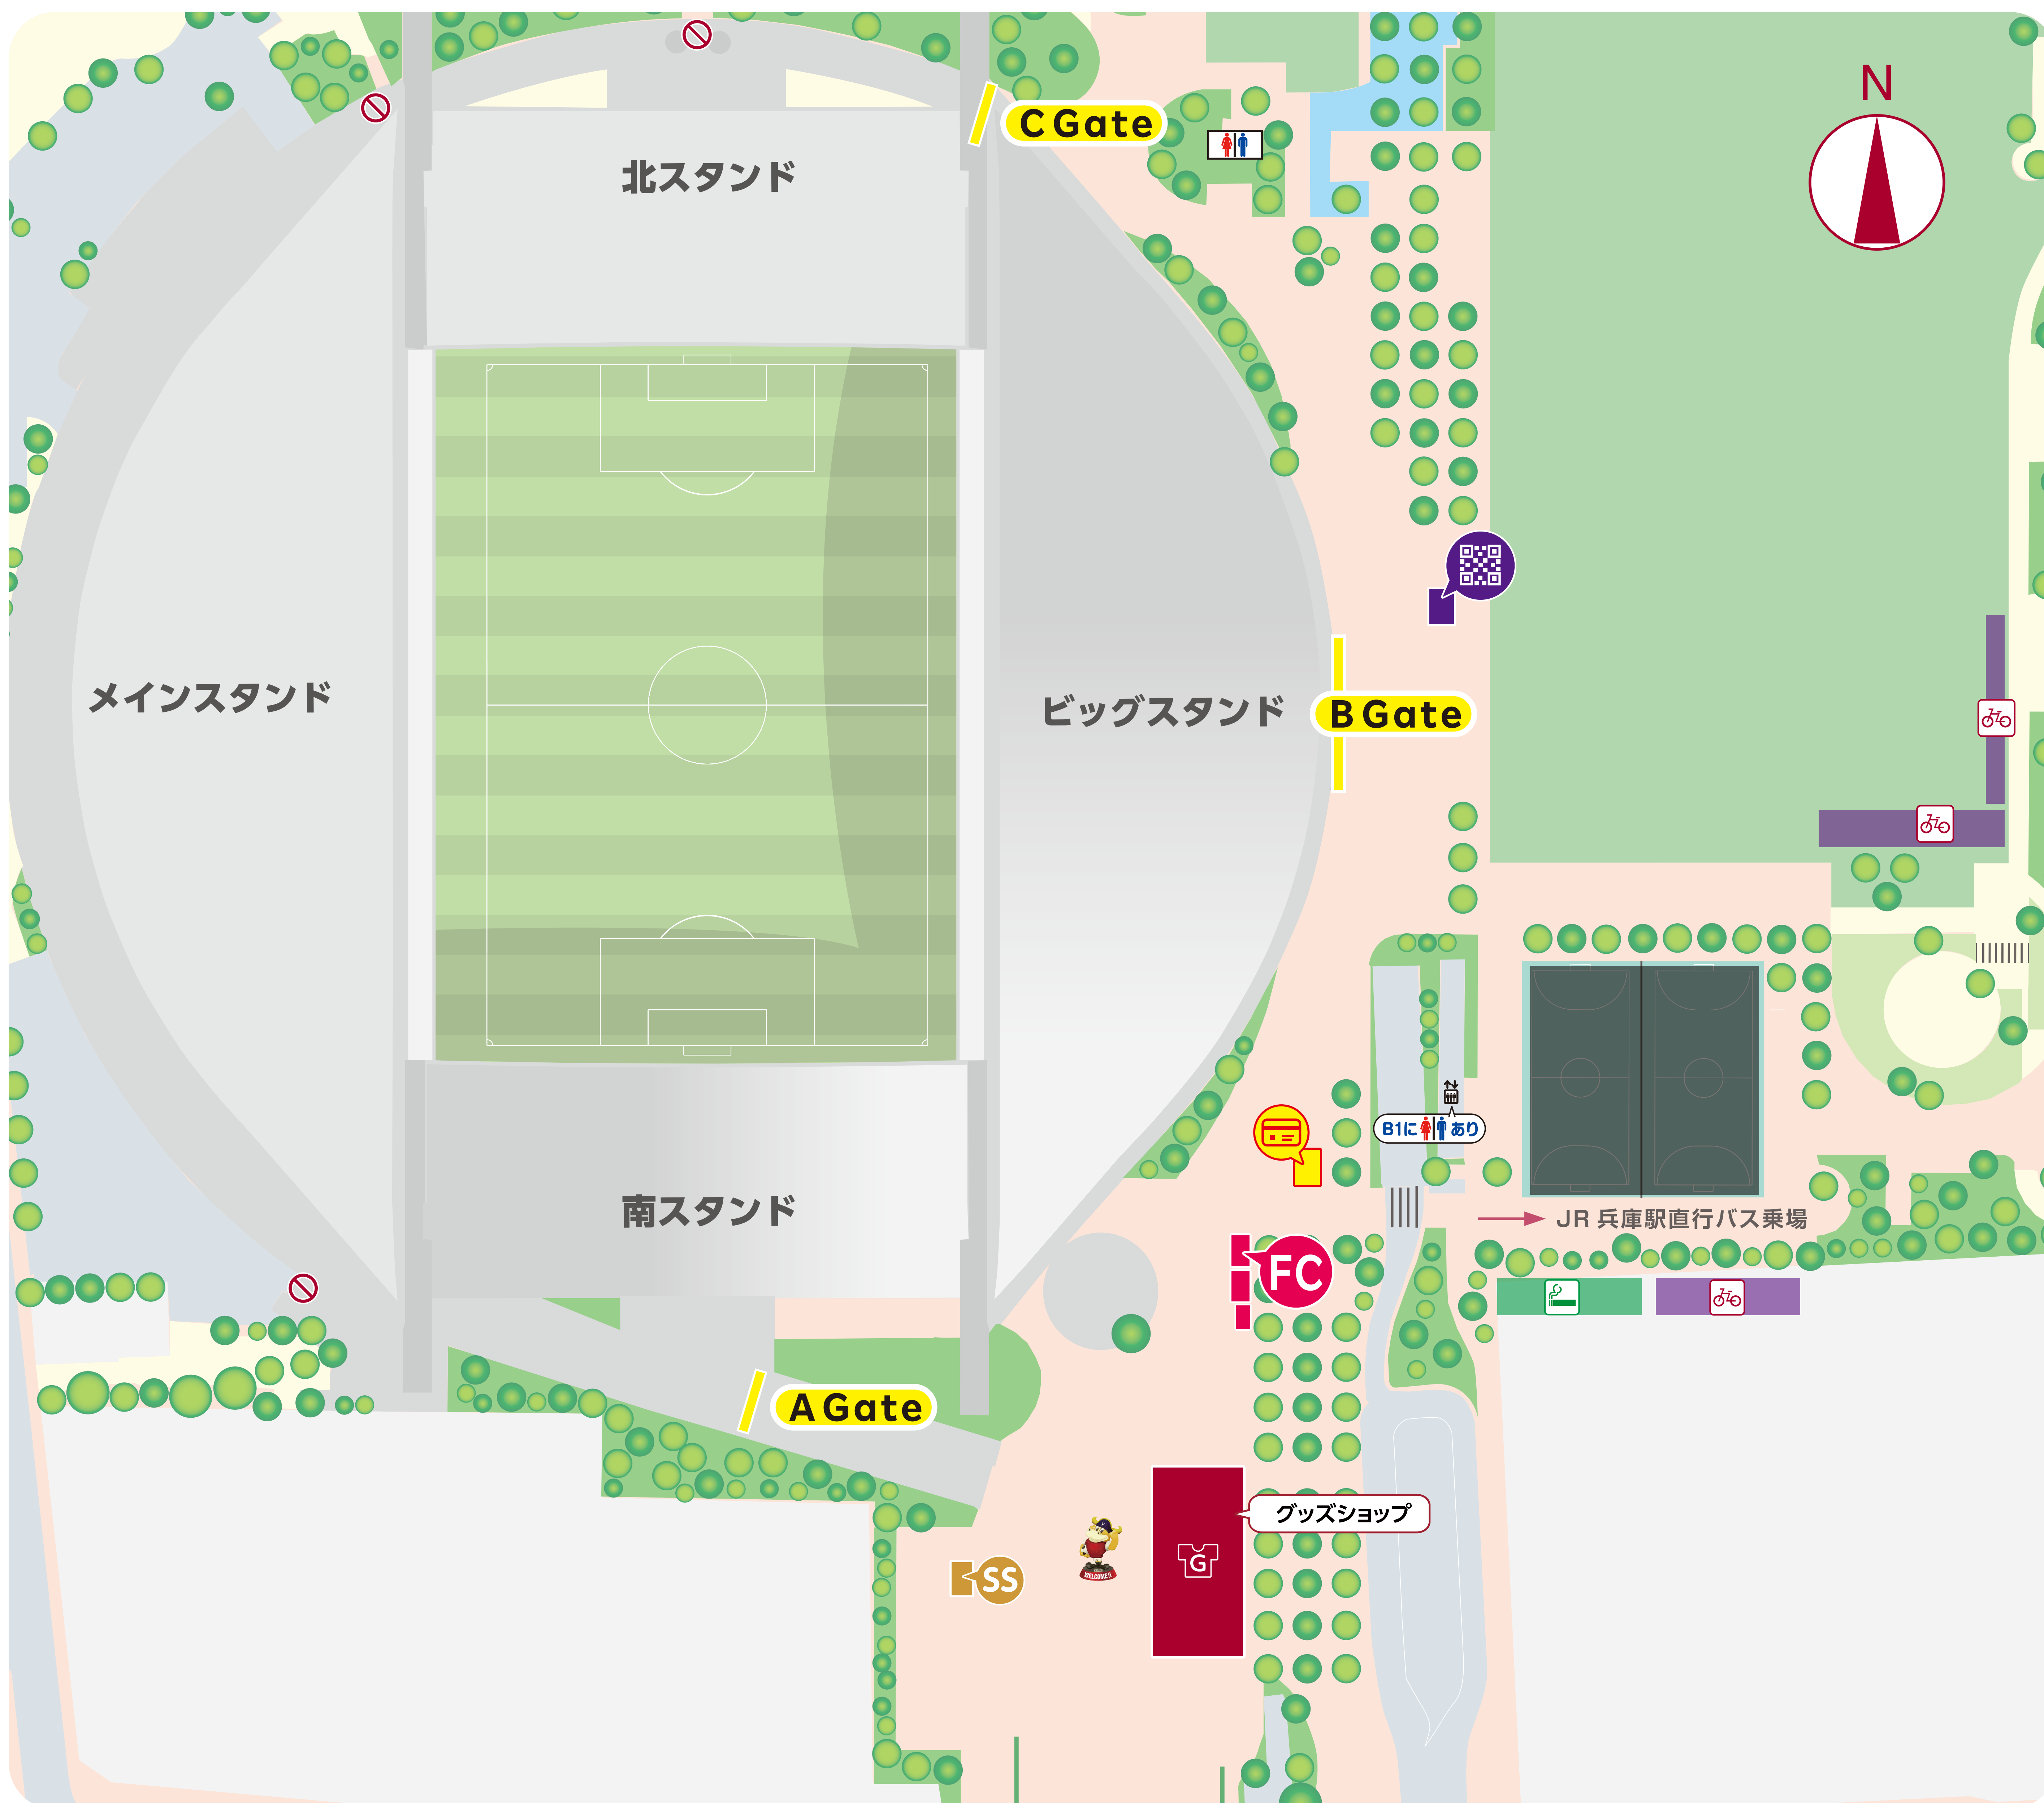 N
C Gate
北スタンド
メインスタンド
ビッグスタンド
B Gate
B1に
あり
南スタンド
JR 兵庫駅直行バス乗場
FC
A Gate
グッズショップ
G
SS
WELCOME!!